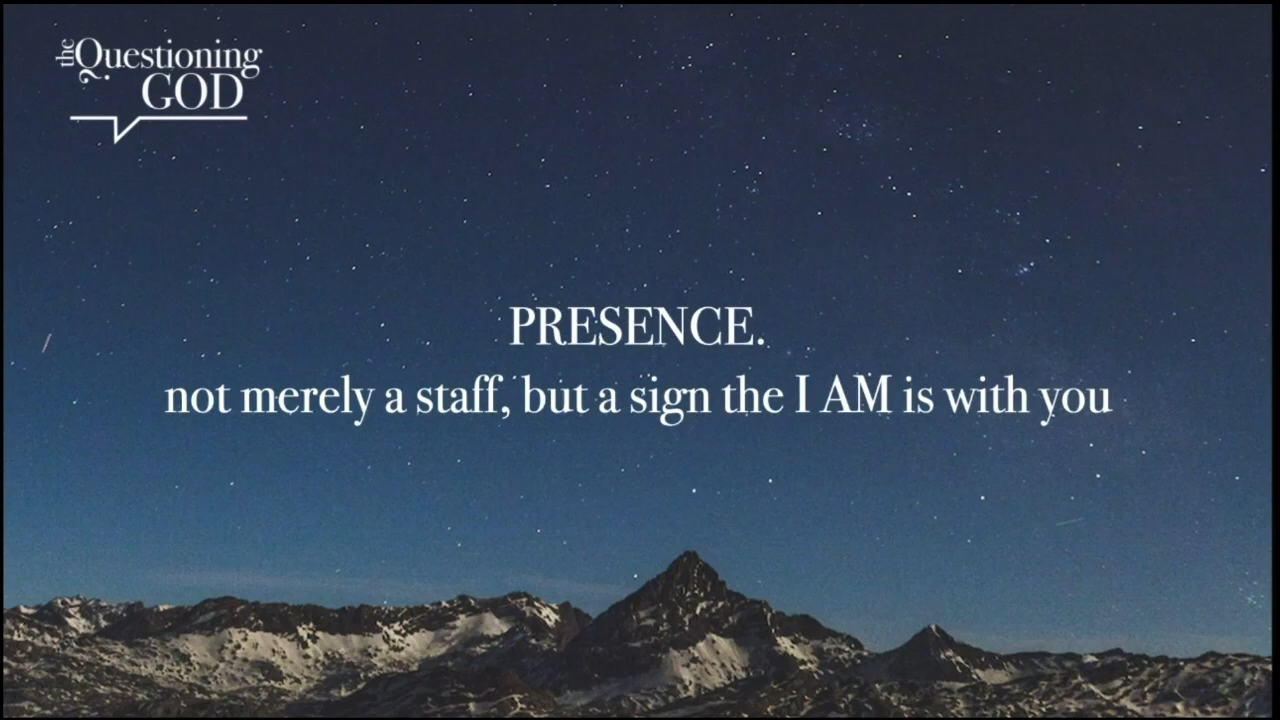 the Questioning
GOD
PRESENCE.
not merely a staff, but a sign the I AM is with you